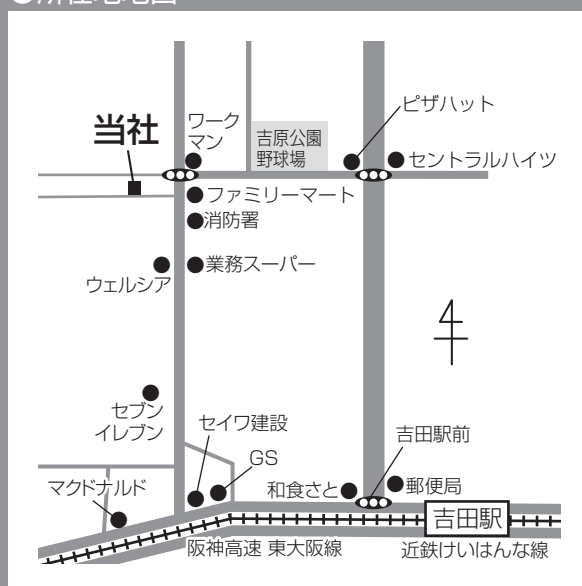 ●所在地地図
ピザハット
ワーク
マン
吉原公園
野球場
当社
セントラルハイツ
ファミリーマート
消防署
業務スーパー
ウェルシア
セブン
イレブン
セイワ建設
吉田駅前
GS
マクドナルド
和食さと
郵便局
吉田駅
阪神高速 東大阪線
近鉄けいはんな線